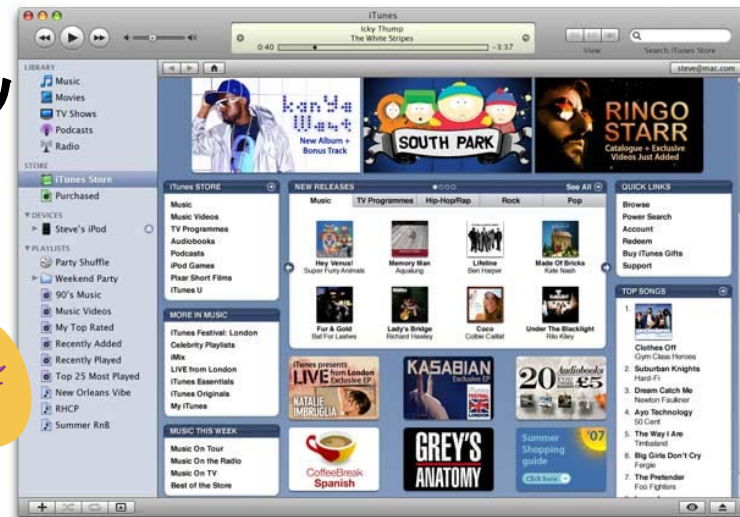 iTunes
Icky Thump
The White Stripes
0:40
-3:37
View
Search iTunes Store
LIBRARY
Music
Movies
TV Shows
Podcasts
Radio
STORE
iTunes Store
Purchased
DEVICES
Steve's iPod
PLAYLISTS
Party Shuffle
Weekend Party
90's Music
Music Videos
My Top Rated
Recently Added
Recently Played
Top 25 Most Played
New Orleans Vibe
RHCP
Summer RnB
steve@mac.com
kanYe West
New Album +
Bonus Track
SOUTH PARK
RINGO
STARR
Catalogue + Exclusive
Videos Just Added
iTunes STORE
Music
Music Videos
TV Programmes
Audiobooks
Podcasts
iPod Games
Pixar Short Films
iTunes U
MORE IN MUSIC
iTunes Festival: London
Celebrity Playlists
iMix
LIVE from London
iTunes Essentials
iTunes Originals
My iTunes
MUSIC THIS WEEK
Music On Tour
Music On the Radio
Music On TV
Best of the Store
NEW RELEASES
See All
Music TV Programmes Hip-Hop/Rap Rock Pop
Hey Venus!
Super Furry Animals
Memory Man
Aqualung
Lifeline
Ben Harper
Made Of Bricks
Kate Nash
Fur & Gold
Bat For Lashes
Lady's Bridge
Richard Hawley
Coco
Colbie Caillat
Under The Blacklight
Rilo Kiley
iTunes presents
LIVE from London
Exclusive EP
NATALIE
IMBRUGLIA
KASABIAN
Exclusive EP
iTunes
FESTIVAL
LONDON
20 Audiobooks
FOR UNDER £5
CoffeeBreak
Spanish
GREY'S
ANATOMY
Summer '07
Shopping
guide
Click here
QUICK LINKS
Browse
Power Search
Account
Redeem
Buy iTunes Gifts
Support
TOP SONGS
1.
Clothes Off
Gym Class Heroes
2. Suburban Knights
Hard-Fi
3. Dream Catch Me
Newton Faulkner
4. Ayo Technology
50 Cent
5. The Way I Are
Timbaland
6. Big Girls Don't Cry
Fergie
7. The Pretender
Foo Fighters